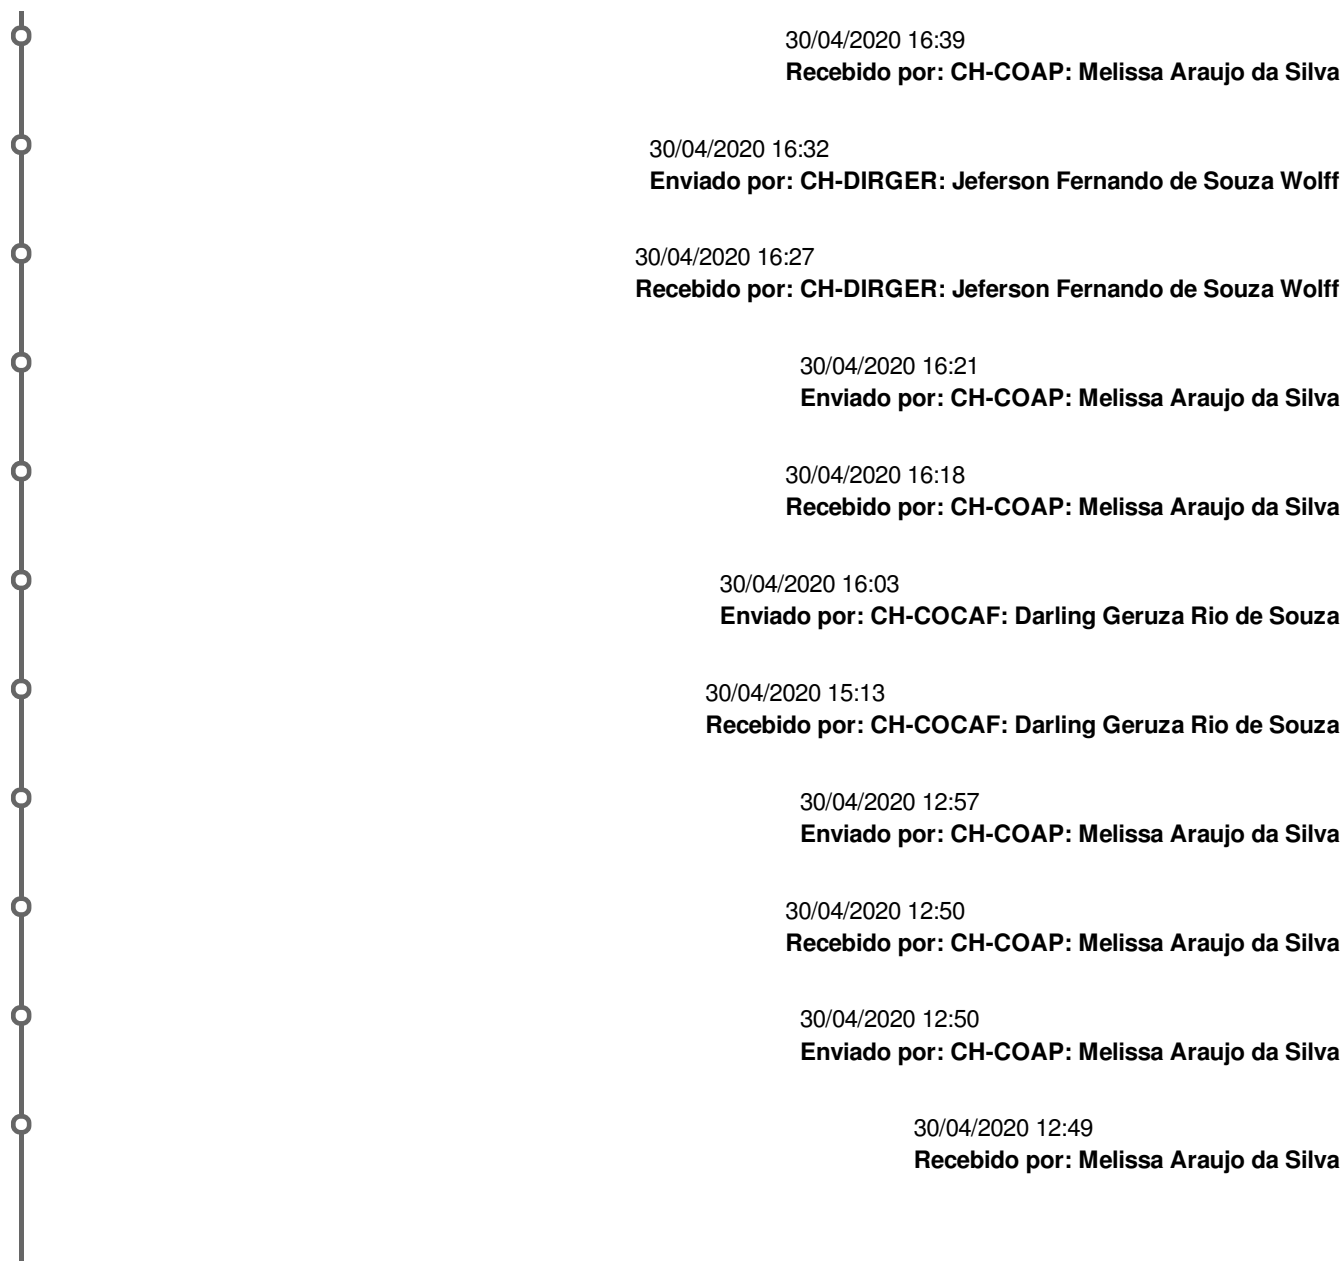 30/04/2020 16:39
Recebido por: CH-COAP: Melissa Araujo da Silva
30/04/2020 16:32
Enviado por: CH-DIRGER: Jeferson Fernando de Souza Wolff
30/04/2020 16:27
Recebido por: CH-DIRGER: Jeferson Fernando de Souza Wolff
30/04/2020 16:21
Enviado por: CH-COAP: Melissa Araujo da Silva
30/04/2020 16:18
Recebido por: CH-COAP: Melissa Araujo da Silva
30/04/2020 16:03
Enviado por: CH-COCAF: Darling Geruza Rio de Souza
30/04/2020 15:13
Recebido por: CH-COCAF: Darling Geruza Rio de Souza
30/04/2020 12:57
Enviado por: CH-COAP: Melissa Araujo da Silva
30/04/2020 12:50
Recebido por: CH-COAP: Melissa Araujo da Silva
30/04/2020 12:50
Enviado por: CH-COAP: Melissa Araujo da Silva
30/04/2020 12:49
Recebido por: Melissa Araujo da Silva